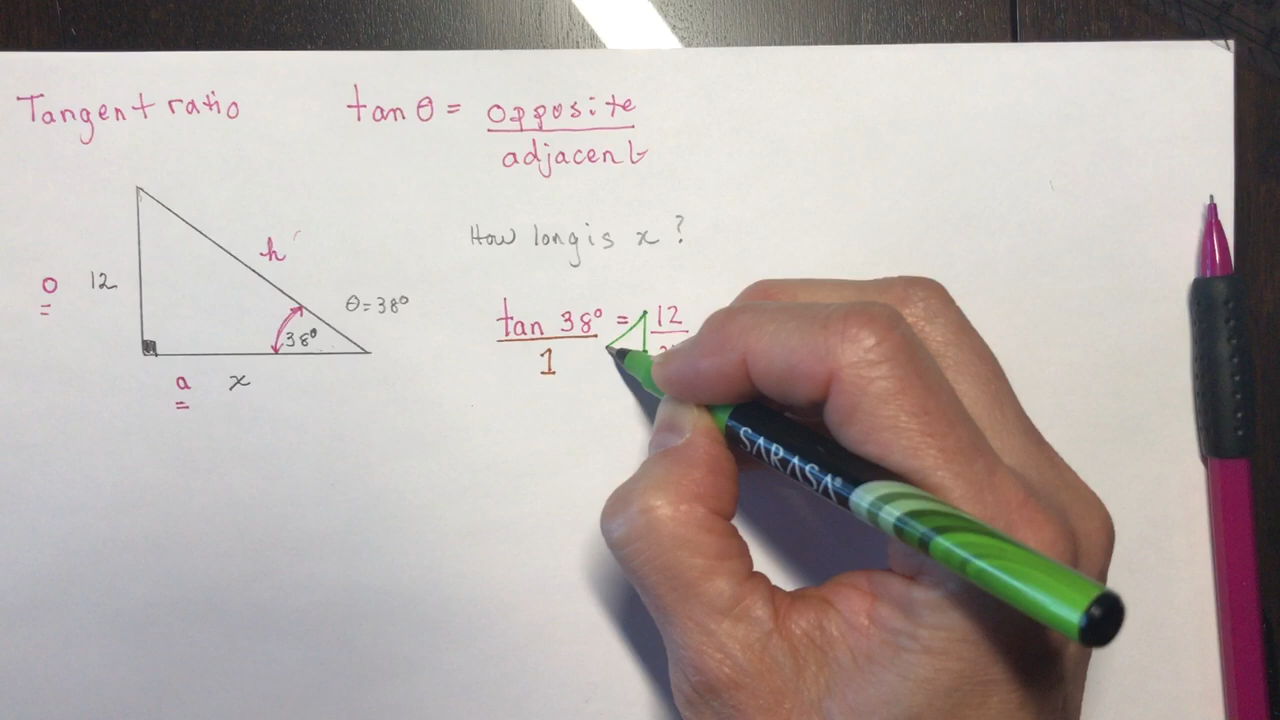 Tangent ratio
tan θ = opposite
adjacent
How long is x ?
h
o 12
θ = 38°
38°
tan 38° = 12
1
a x
SARASA